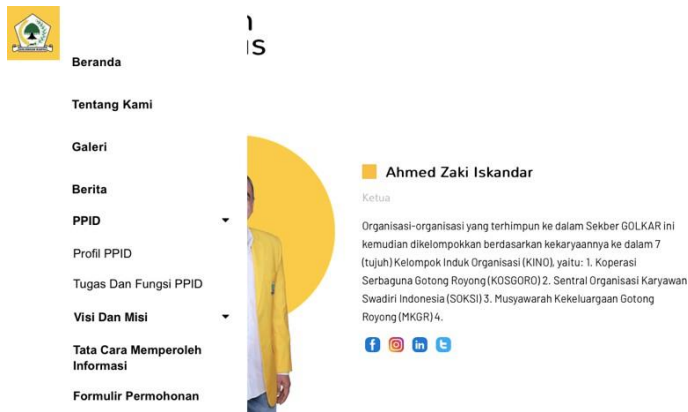 Beranda
Tentang Kami
Galeri
Berita
PPID
Profil PPID
Tugas Dan Fungsi PPID
Visi Dan Misi
Tata Cara Memperoleh
Informasi
Formulir Permohonan
Ahmed Zaki Iskandar
Ketua
Organisasi-organisasi yang terhimpun ke dalam Sekber GOLKAR ini
kemudian dikelompokkan berdasarkan kekaryaannya ke dalam 7
(tujuh) Kelompok Induk Organisasi (KINO), yaitu: 1. Koperasi
Serbaguna Gotong Royong (KOSGORO) 2. Sentral Organisasi Karyawan
Swadiri Indonesia (SOKSI) 3. Musyawarah Kekeluargaan Gotong
Royong (MKGR) 4.